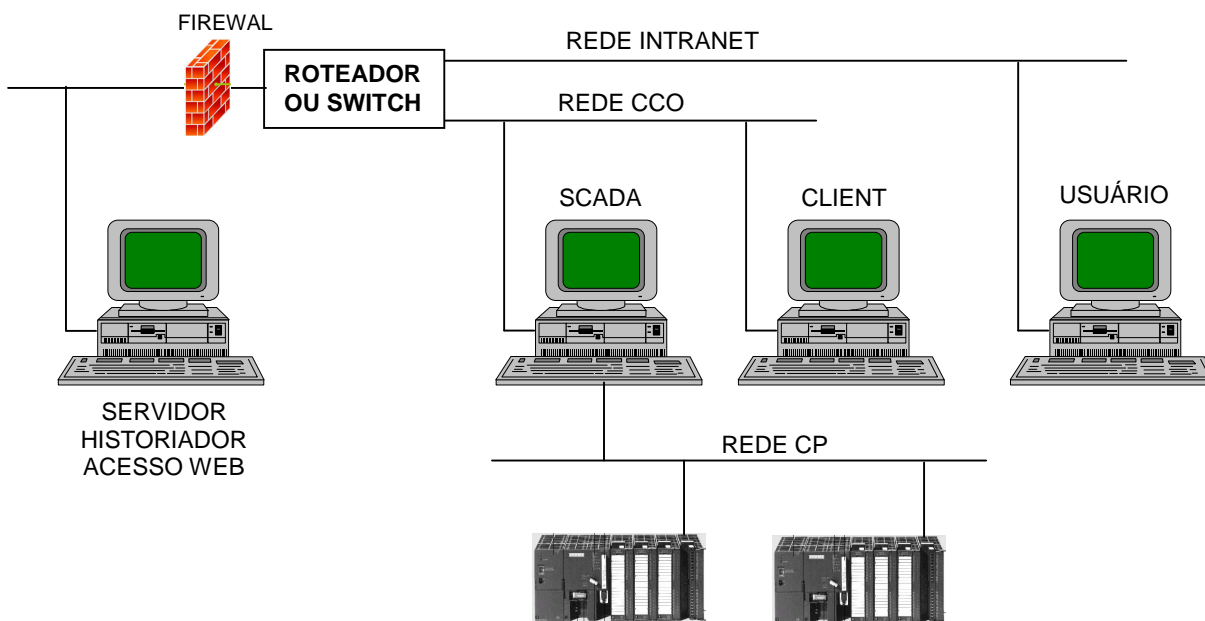 FIREWAL
REDE INTRANET
ROTEADOR
OU SWITCH
REDE CCO
SCADA
CLIENT
USUÁRIO
SERVIDOR
HISTORIADOR
ACESSO WEB
REDE CP